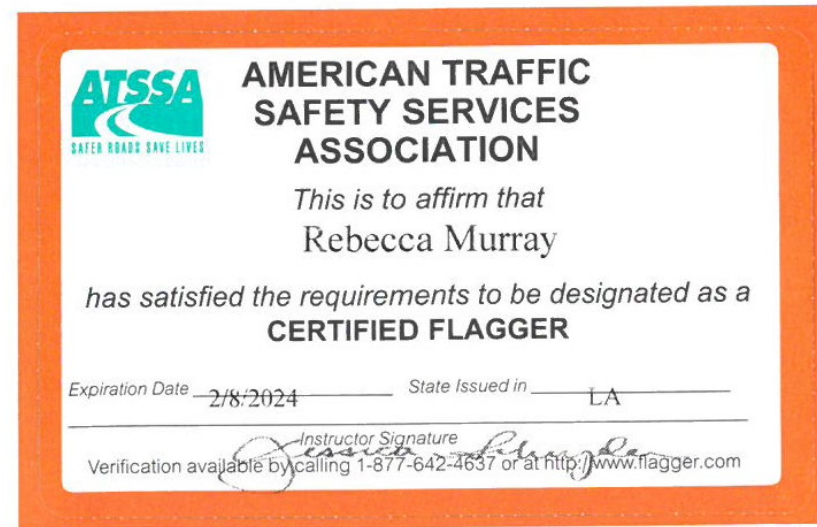 ATSSA
SAFER ROADS SAVE LIVES
AMERICAN TRAFFIC
SAFETY SERVICES
ASSOCIATION
This is to affirm that
Rebecca Murray
has satisfied the requirements to be designated as a
CERTIFIED FLAGGER
Expiration Date 2/8/2024 State Issued in LA
Instructor Signature
Jessica
Verification available by calling 1-877-642-4637 or at http://www.flagger.com